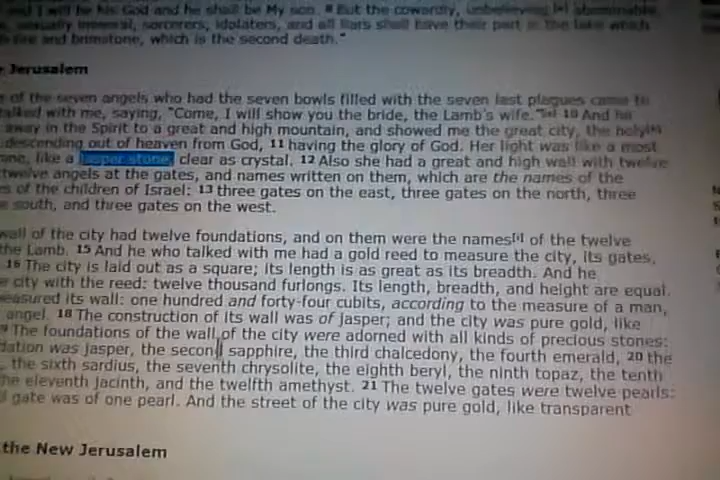 and I will be his God and he shall be My son. 8 But the cowardly, unbelieving, abominable
sexually immoral, sorcerers, idolaters, and all liars shall have their part in the lake which
fire and brimstone, which is the second death."
Jerusalem
of the seven angels who had the seven bowls filled with the seven last plagues came to
talked with me, saying, "Come, I will show you the bride, the Lamb's wife." 10 And he
away in the Spirit to a great and high mountain, and showed me the great city, the holy
descending out of heaven from God, 11 having the glory of God. Her light was like a most
like a jasper stone, clear as crystal. 12 Also she had a great and high wall with twelve
twelve angels at the gates, and names written on them, which are the names of the
of the children of Israel: 13 three gates on the east, three gates on the north, three
south, and three gates on the west.
wall of the city had twelve foundations, and on them were the names of the twelve
the Lamb. 15 And he who talked with me had a gold reed to measure the city, its gates,
16 The city is laid out as a square; its length is as great as its breadth. And he
city with the reed: twelve thousand furlongs. Its length, breadth, and height are equal.
measured its wall: one hundred and forty-four cubits, according to the measure of a man,
angel. 18 The construction of its wall was of jasper; and the city was pure gold, like
The foundations of the wall of the city were adorned with all kinds of precious stones:
was jasper, the second sapphire, the third chalcedony, the fourth emerald, 20 the
the sixth sardius, the seventh chrysolite, the eighth beryl, the ninth topaz, the tenth
the eleventh jacinth, and the twelfth amethyst. 21 The twelve gates were twelve pearls:
gate was of one pearl. And the street of the city was pure gold, like transparent
the New Jerusalem